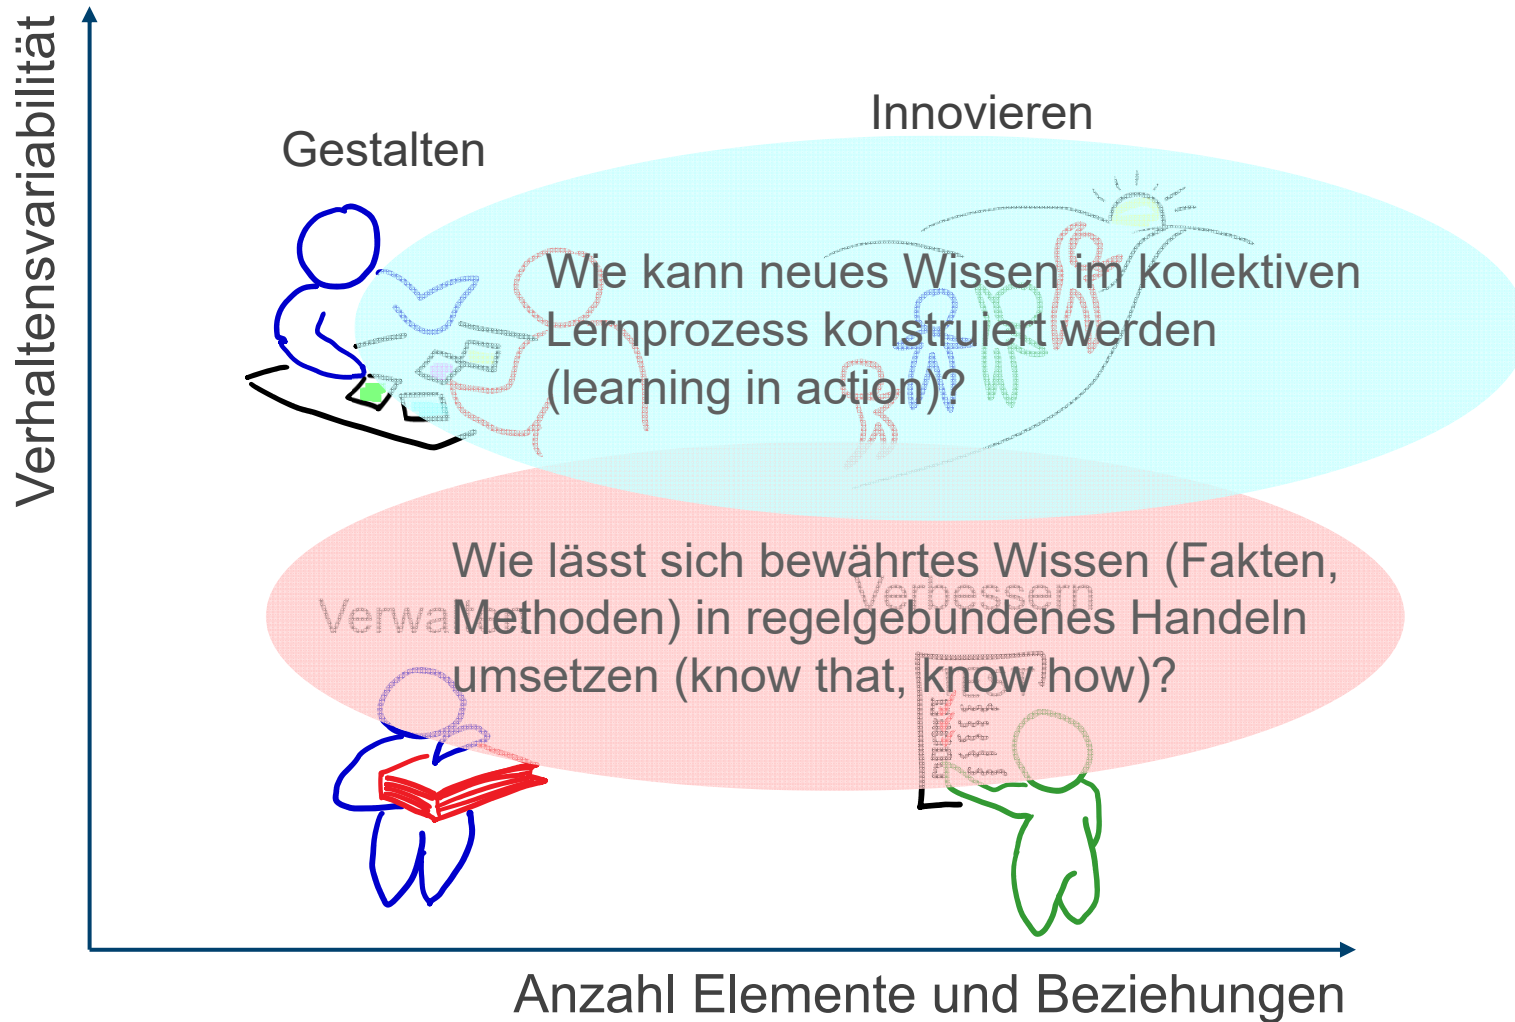 Verhaltensvariabilität
Innovieren
Gestalten
Wie kann neues Wissen im kollektiven
Lernprozess konstruiert werden
(learning in action)?
Wie lässt sich bewährtes Wissen (Fakten,
Verbessern
Verwalten
Methoden) in regelgebundenes Handeln
umsetzen (know that, know how)?
Anzahl Elemente und Beziehungen